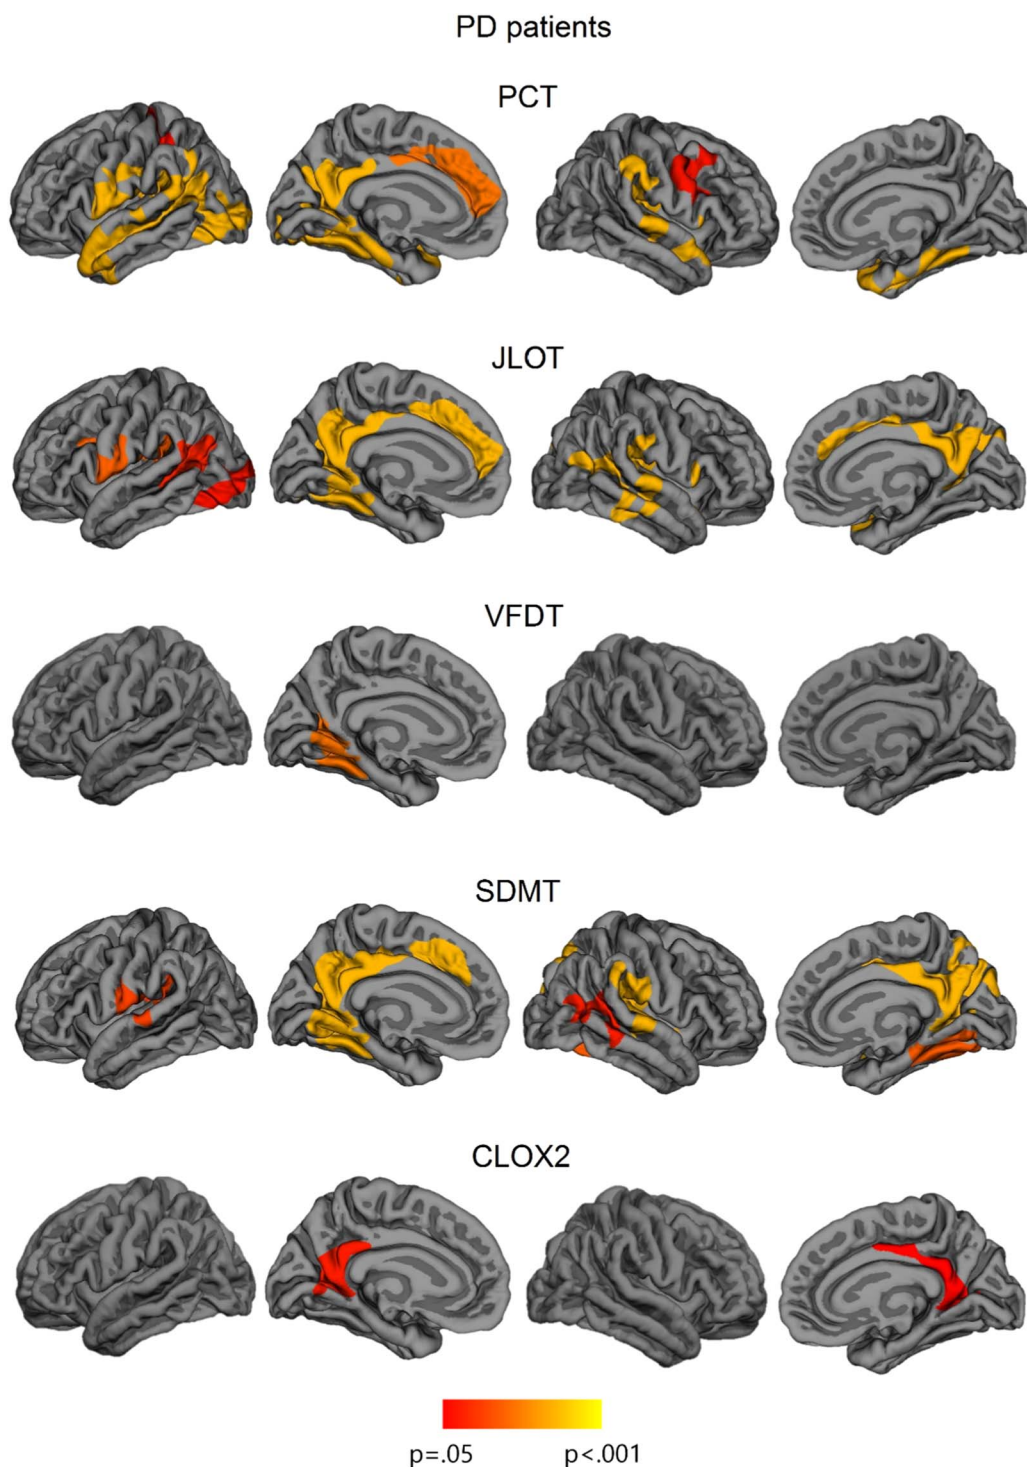 PD patients
PCT
JLOT
VFDT
SDMT
CLOX2
p=.05 p<.001